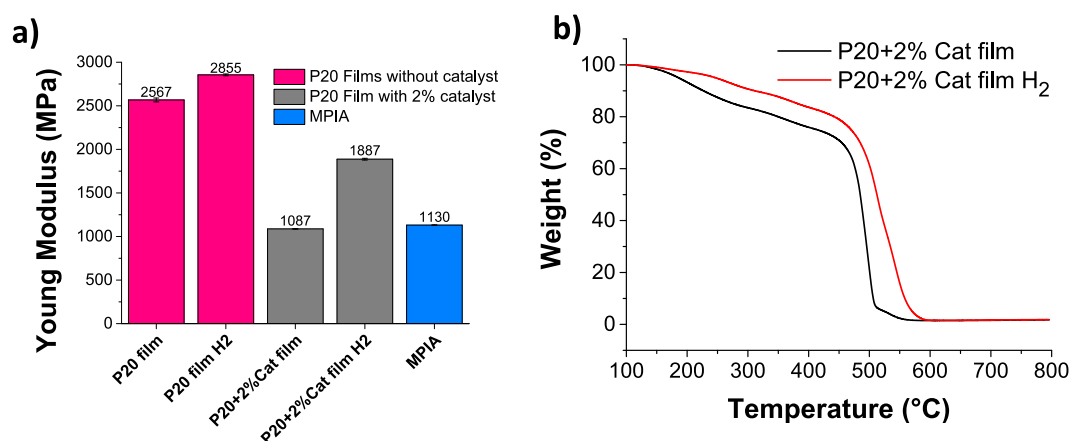 a)
Young Modulus (MPa)
3000
2500
2000
1500
1000
500
0
2567
2855
1087
1887
1130
P20 Films without catalyst
P20 Film with 2% catalyst
MPIA
P20 film
P20 film H2
P20+2%Cat film
P20+2%Cat film H2
MPIA
b)
P20+2% Cat film
P20+2% Cat film H₂
Weight (%)
100
80
60
40
20
0
100 200 300 400 500 600 700 800
Temperature (°C)